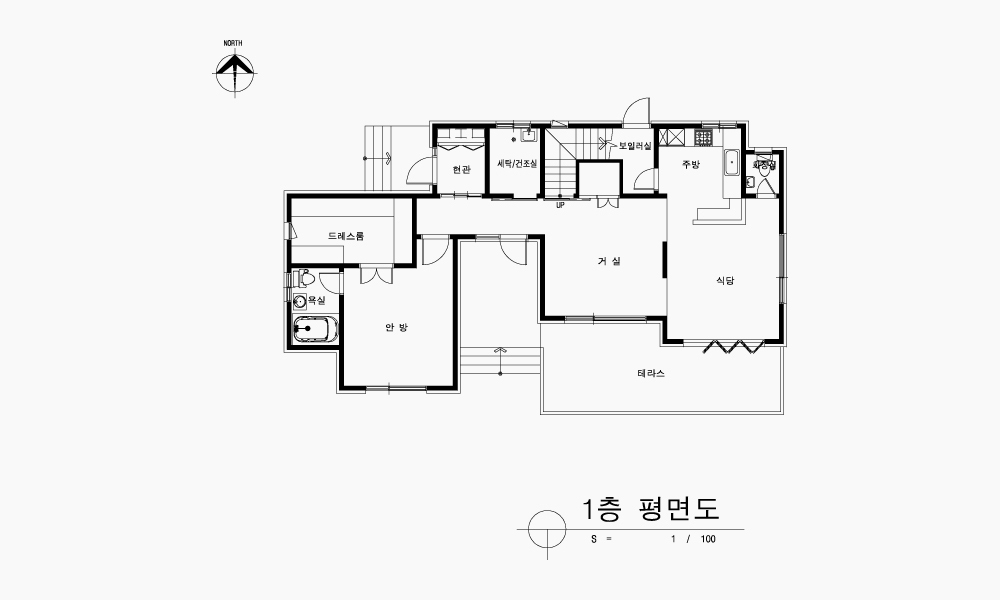 NORTH
보일러실
현관
세탁/건조실
주방
화장실
UP
드레스룸
거 실
식당
욕실
안 방
테라스
1층 평면도
S = 1 / 100